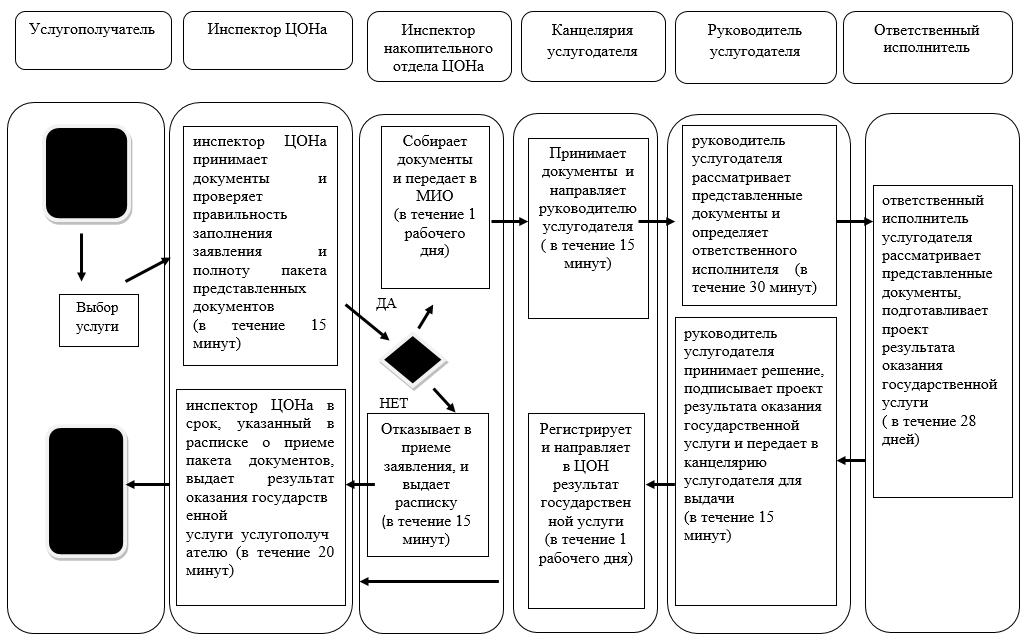 Услугополучатель
Инспектор ЦОНа
Инспектор
накопительного
отдела ЦОНа
Канцелярия
услугодателя
Руководитель
услугодателя
Ответственный
исполнитель
Выбор
услуги
инспектор ЦОНа
принимает
документы и
проверяет
правильность
заполнения
заявления и
полноту пакета
представленных
документов
(в течение 15
минут)
ДА
НЕТ
Собирает
документы
и передает в
МИО
(в течение 1
рабочего
дня)
Принимает
документы и
направляет
руководителю
услугодателя
( в течение 15
минут)
руководитель
услугодателя
рассматривает
представленные
документы и
определяет
ответственного
исполнителя (в
течение 30 минут)
ответственный
исполнитель
услугодателя
рассматривает
представленные
документы,
подготавливает
проект
результата
оказания
государственной
услуги
( в течение 28
дней)
руководитель
услугодателя
принимает решение,
подписывает проект
результата оказания
государственной
услуги и передает в
канцелярию
услугодателя для
выдачи
(в течение 15
минут)
Регистрирует
и направляет
в ЦОН
результат
государствен
ной услуги
(в течение 1
рабочего дня)
Отказывает в
приеме
заявления, и
выдает
расписку
(в течение 15
минут)
инспектор ЦОНа в
срок, указанный в
расписке о приеме
пакета документов,
выдает результат
оказания государств
енной
услуги услугополуч
ателю (в течение 20
минут)